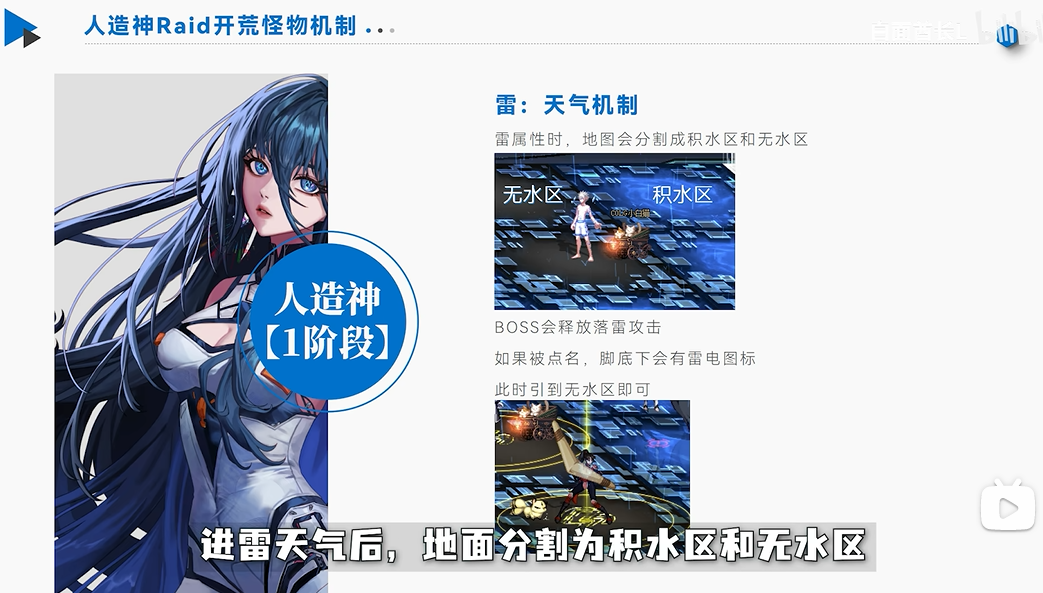 人造神Raid开荒怪物机制
雷：天气机制
雷属性时，地图会分割成积水区和无水区
无水区
积水区
人造神
【1阶段】
BOSS会释放落雷攻击
如果被点名，脚底下会有雷电图标
此时引到无水区即可
进雷天气后，地面分割为积水区和无水区